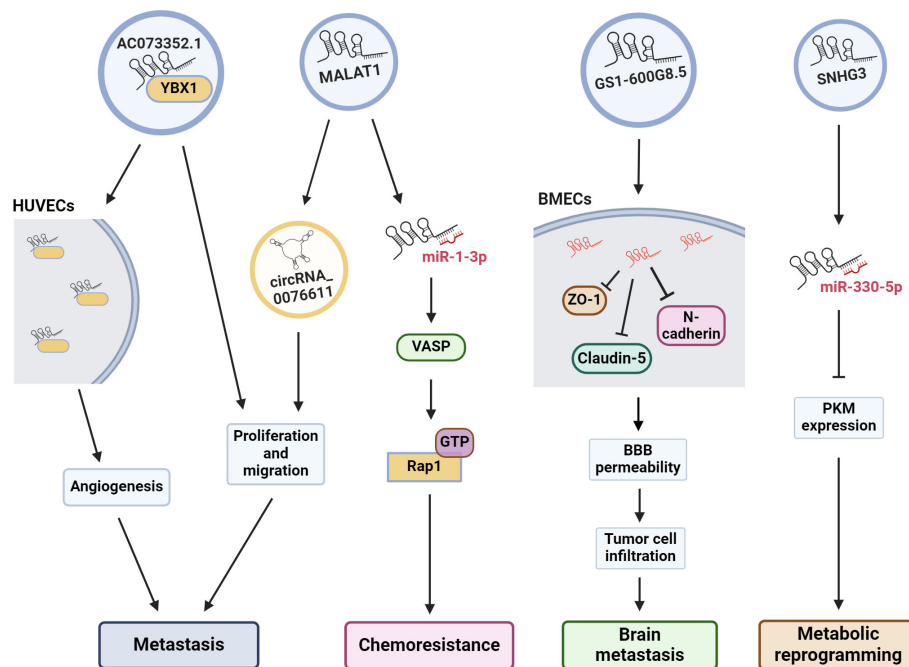 AC073352.1
YBX1
MALAT1
GS1-600G8.5
SNHG3
HUVECs
BMECs
circRNA_
0076611
miR-1-3p
miR-330-5p
ZO-1
N-
cadherin
Claudin-5
VASP
GTP
Rap1
PKM
expression
Proliferation
and
migration
BBB
permeability
Angiogenesis
Tumor cell
infiltration
Metastasis
Chemoresistance
Brain
metastasis
Metabolic
reprogramming